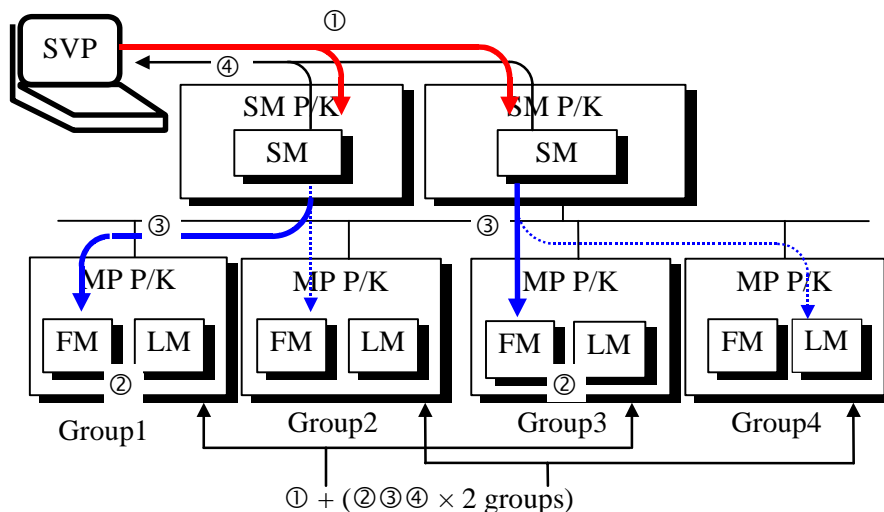 ①
SVP
④
SM P/K SM P/K
SM SM
③ ③
MP P/K MP P/K MP P/K MP P/K
FM LM FM LM FM LM FM LM
② ②
Group1 Group2 Group3 Group4
① + (②③④ × 2 groups)